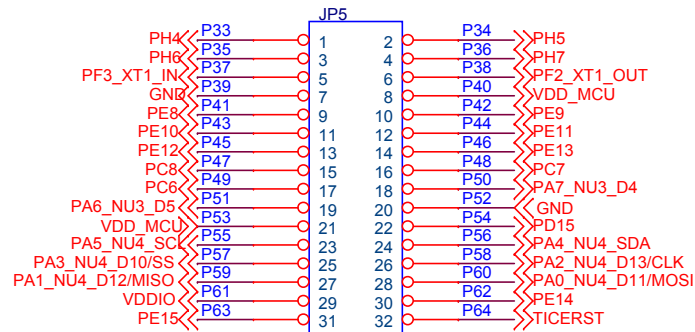 JP5
PH4 P33 1 2 P34 PH5
PH6 P35 3 4 P36 PH7
PF3_XT1_IN P37 5 6 P38 PF2_XT1_OUT
GND P39 7 8 P40 VDD_MCU
PE8 P41 9 10 P42 PE9
PE10 P43 11 12 P44 PE11
PE12 P45 13 14 P46 PE13
PC8 P47 15 16 P48 PC7
PC6 P49 17 18 P50 PA7_NU3_D4
PA6_NU3_D5 P51 19 20 P52 GND
VDD_MCU P53 21 22 P54 PD15
PA5_NU4_SCL P55 23 24 P56 PA4_NU4_SDA
PA3_NU4_D10/SS P57 25 26 P58 PA2_NU4_D13/CLK
PA1_NU4_D12/MISO P59 27 28 P60 PA0_NU4_D11/MOSI
VDDIO P61 29 30 P62 PE14
PE15 P63 31 32 P64 TICERST